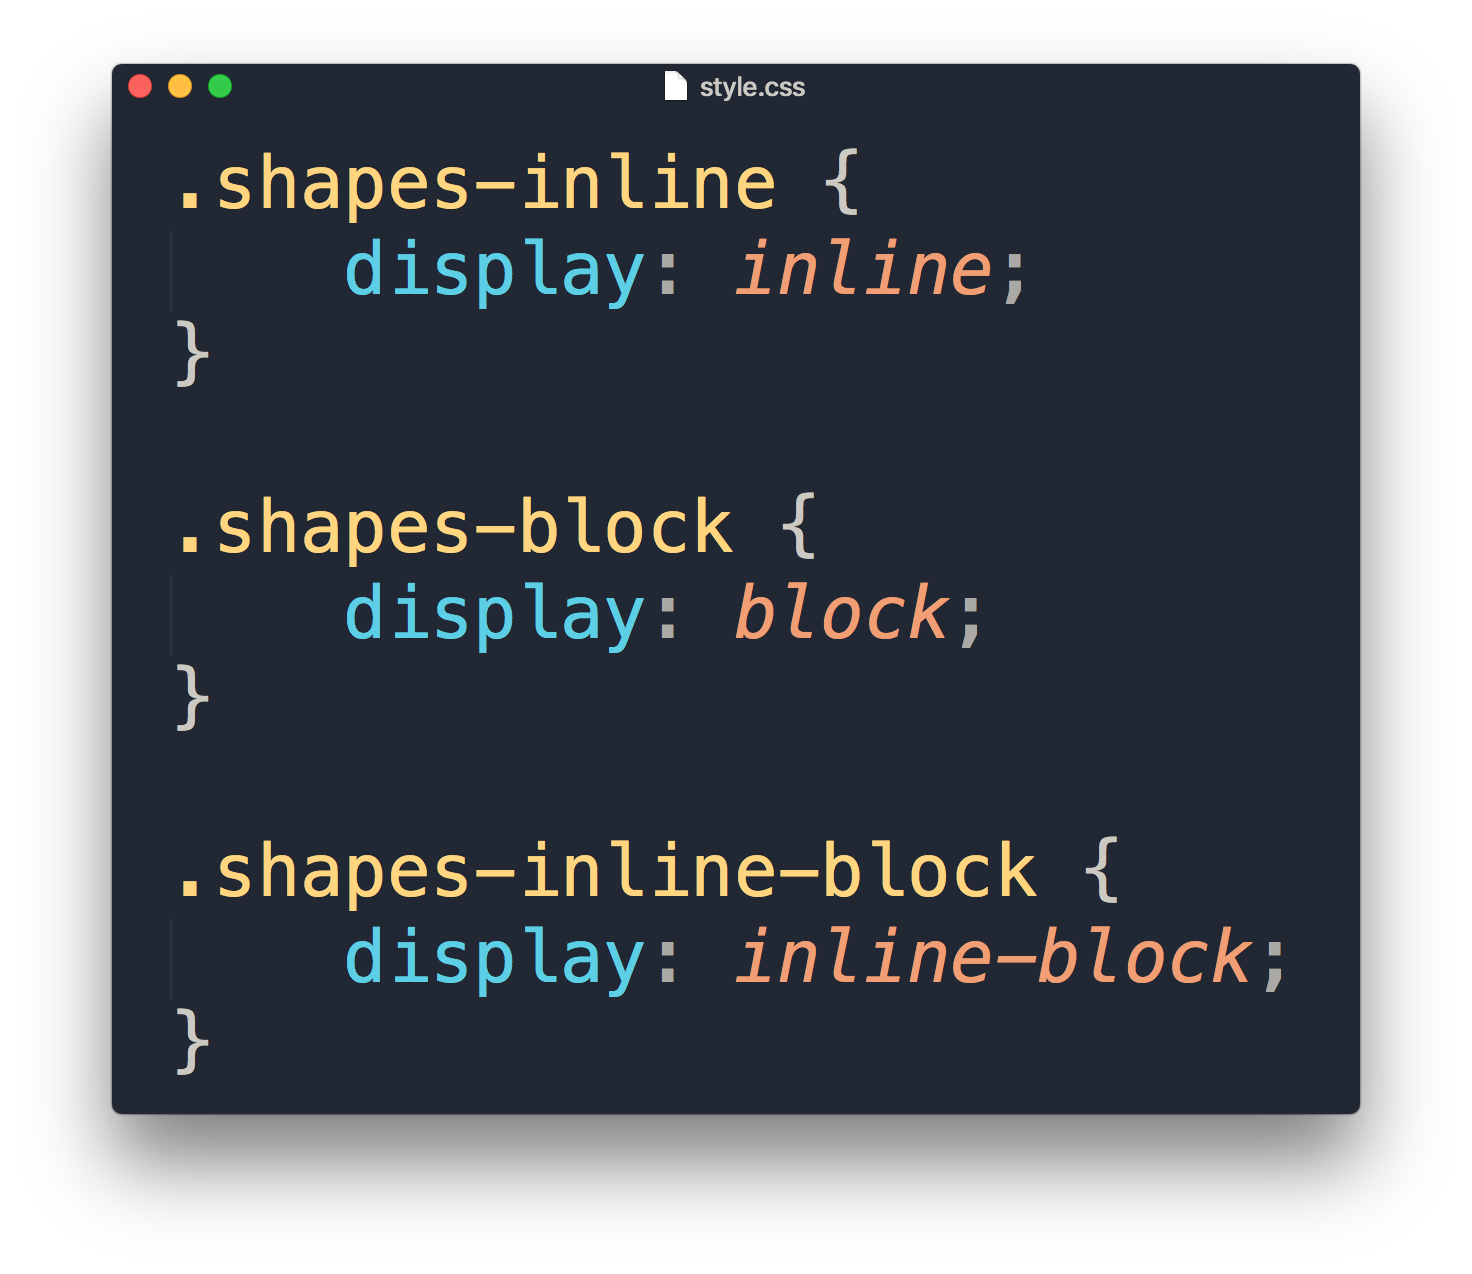 style.css
.shapes-inline {
    display: inline;
}
.shapes-block {
    display: block;
}
.shapes-inline-block {
    display: inline-block;
}